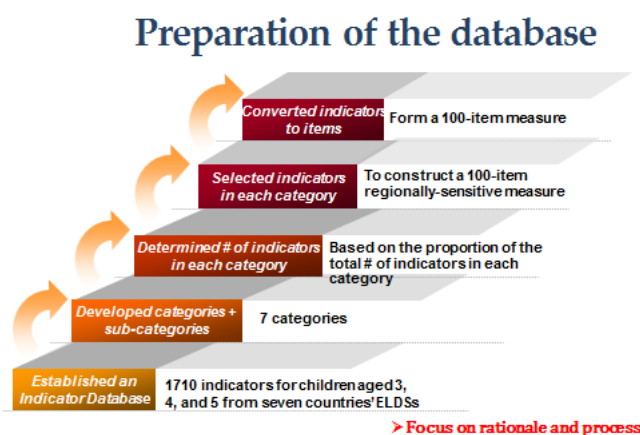 Preparation of the database
Converted indicators
to items
Form a 100-item measure
Selected indicators
in each category
To construct a 100-item
regionally-sensitive measure
Determined # of indicators
in each category
Based on the proportion of the
total # of indicators in each
category
Developed categories +
sub-categories
7 categories
Established an
Indicator Database
1710 indicators for children aged 3,
4, and 5 from seven countries' ELDSs
➢ Focus on rationale and process